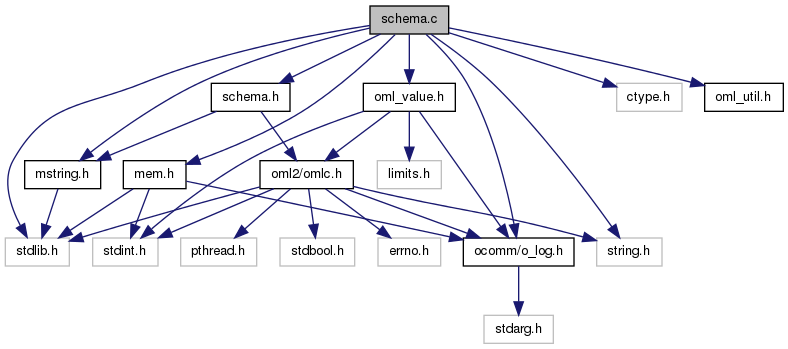 schema.c
schema.h
oml_value.h
ctype.h
oml_util.h
mstring.h
mem.h
oml2/omlc.h
limits.h
stdlib.h
stdint.h
pthread.h
stdbool.h
errno.h
ocomm/o_log.h
string.h
stdarg.h